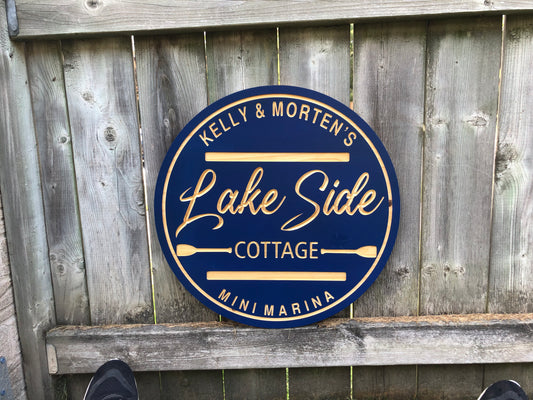 KELLY & MORTEN'S
Lake Side
COTTAGE
MINI MARINA